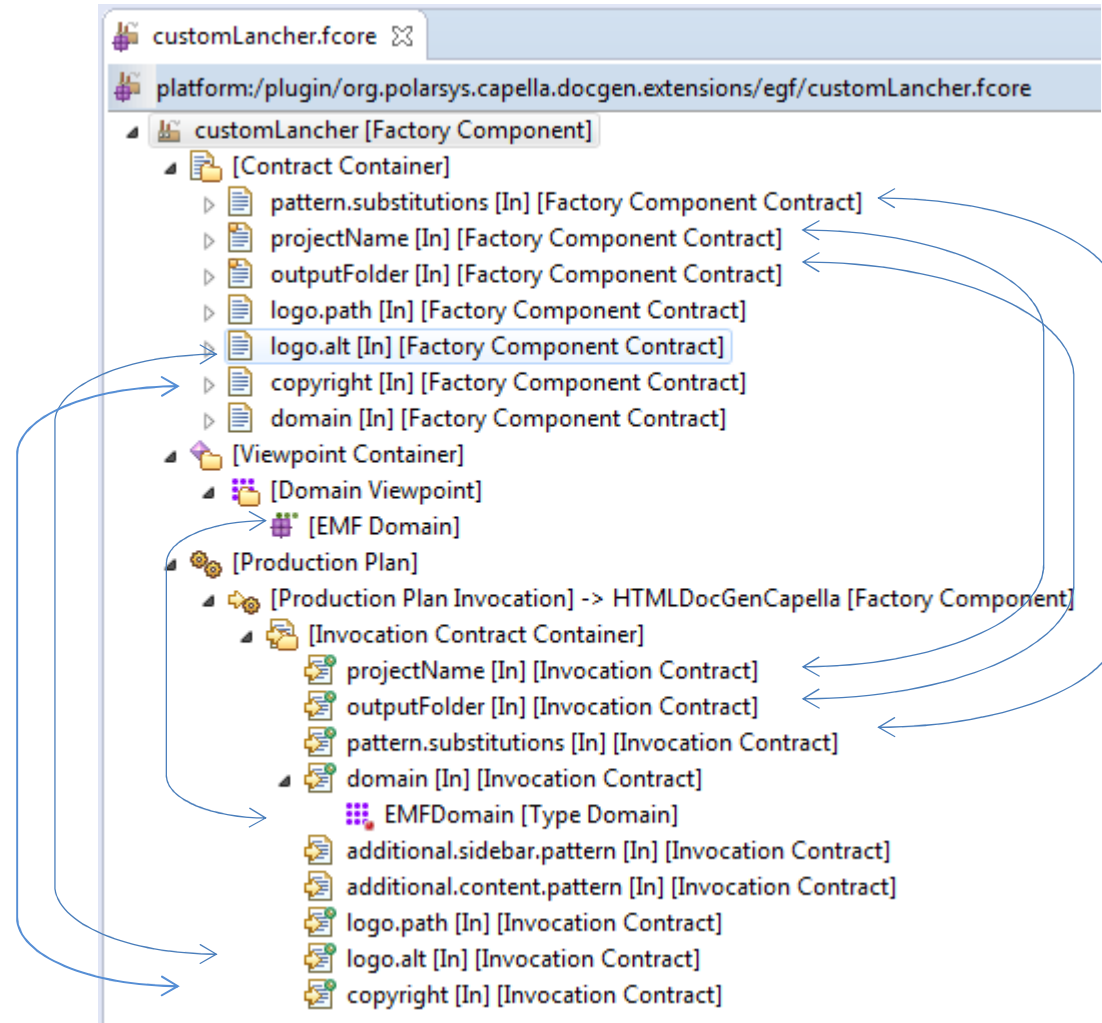 customLancher.fcore
platform:/plugin/org.polarsys.capella.docgen.extensions/egf/customLancher.fcore
customLancher [Factory Component]
[Contract Container]
pattern.substitutions [In] [Factory Component Contract]
projectName [In] [Factory Component Contract]
outputFolder [In] [Factory Component Contract]
logo.path [In] [Factory Component Contract]
logo.alt [In] [Factory Component Contract]
copyright [In] [Factory Component Contract]
domain [In] [Factory Component Contract]
[Viewpoint Container]
[Domain Viewpoint]
[EMF Domain]
[Production Plan]
[Production Plan Invocation] -> HTMLDocGenCapella [Factory Component]
[Invocation Contract Container]
projectName [In] [Invocation Contract]
outputFolder [In] [Invocation Contract]
pattern.substitutions [In] [Invocation Contract]
domain [In] [Invocation Contract]
EMFDomain [Type Domain]
additional.sidebar.pattern [In] [Invocation Contract]
additional.content.pattern [In] [Invocation Contract]
logo.path [In] [Invocation Contract]
logo.alt [In] [Invocation Contract]
copyright [In] [Invocation Contract]